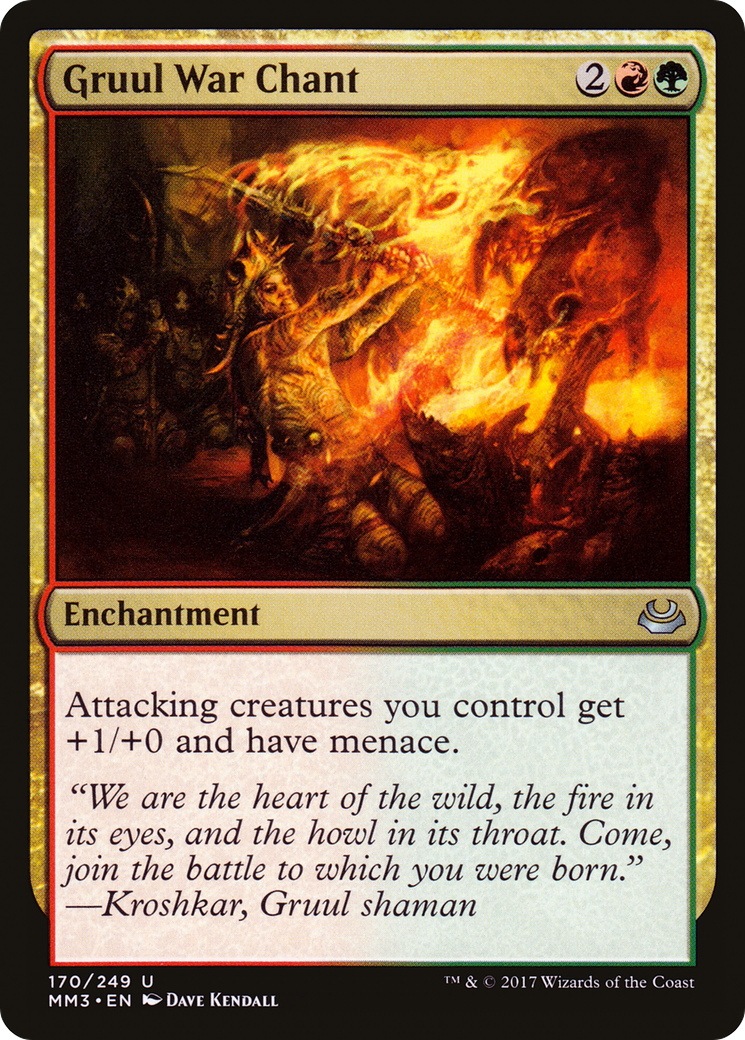 Gruul War Chant
2
Enchantment
Attacking creatures you control get
+1/+0 and have menace.
“We are the heart of the wild, the fire in
its eyes, and the howl in its throat. Come,
join the battle to which you were born.”
—Kroshkar, Gruul shaman
170/249 U
MM3 • EN Dave Kendall
™ & © 2017 Wizards of the Coast